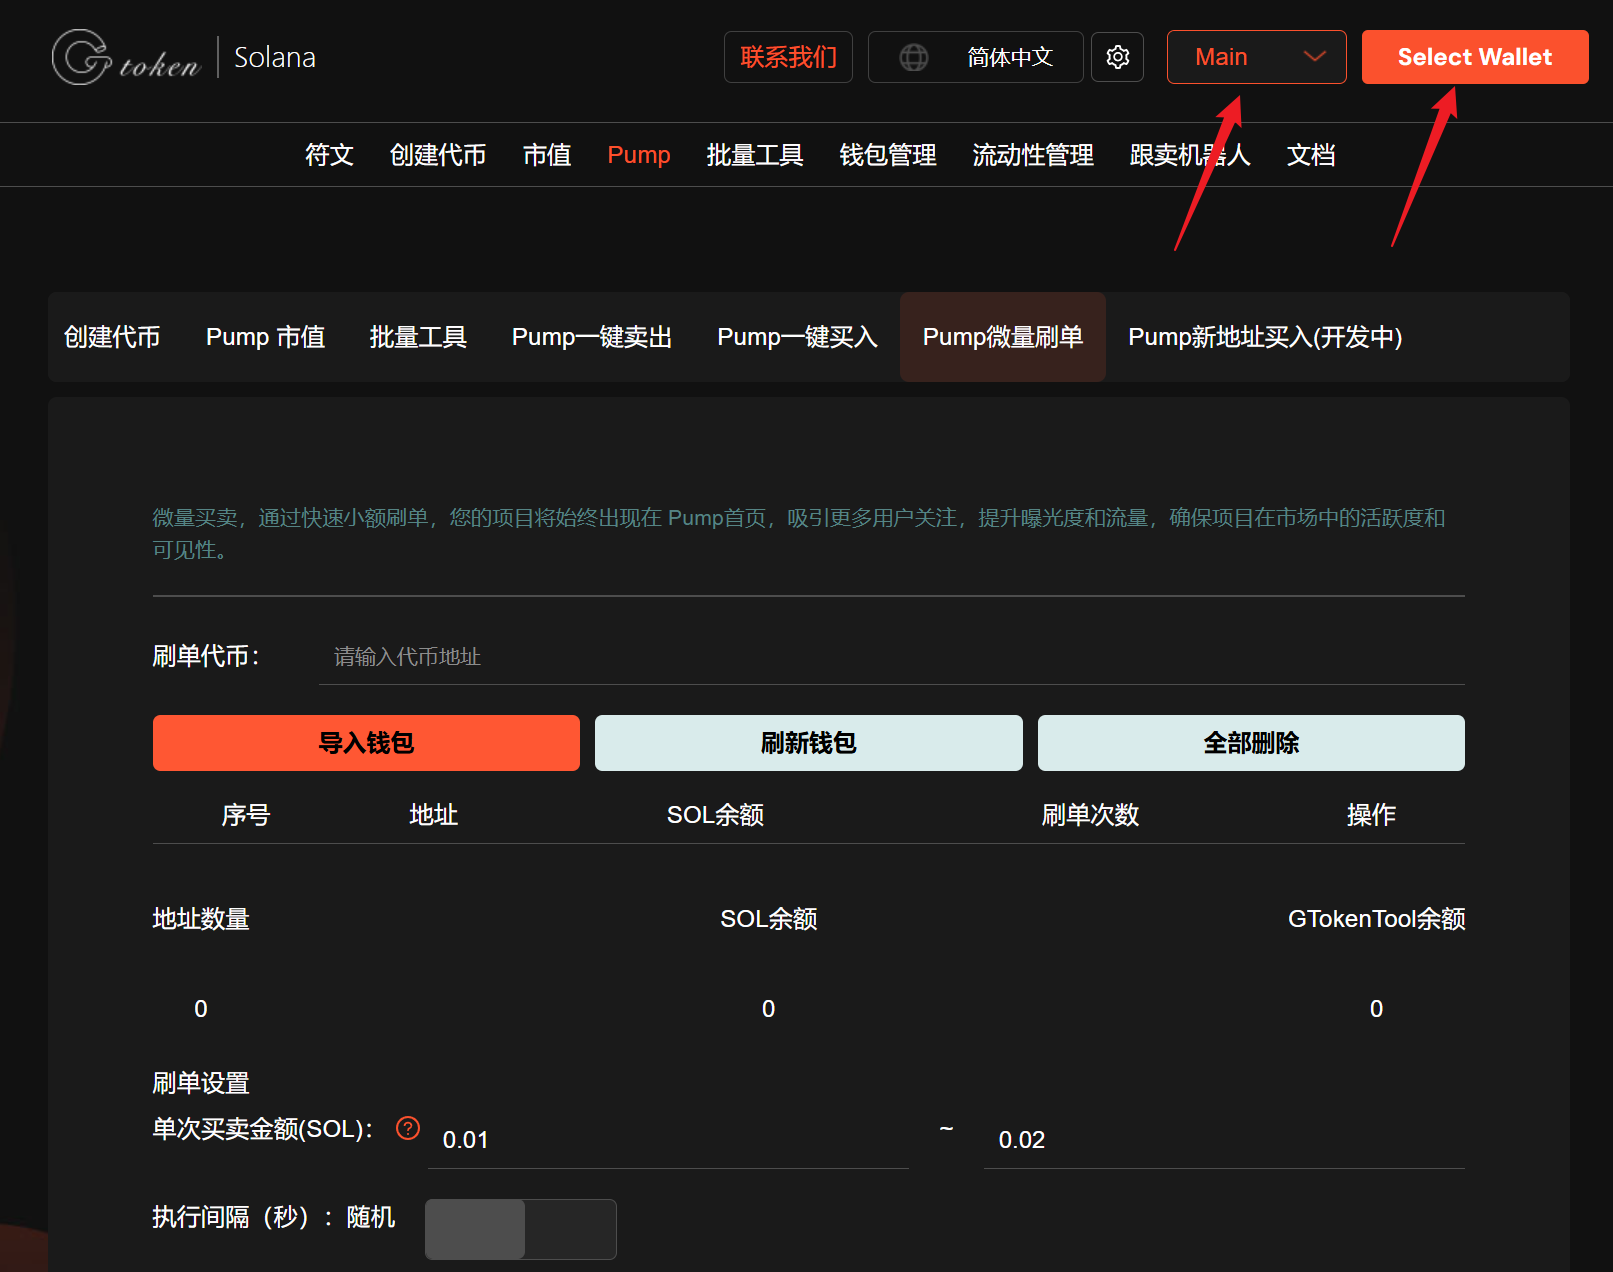 Gtoken | Solana
联系我们
简体中文
Main
Select Wallet
符文 创建代币 市值 Pump 批量工具 钱包管理 流动性管理 跟卖机器人 文档
创建代币 Pump 市值 批量工具 Pump一键卖出 Pump一键买入 Pump微量刷单 Pump新地址买入(开发中)
微量买卖，通过快速小额刷单，您的项目将始终出现在 Pump首页，吸引更多用户关注，提升曝光度和流量，确保项目在市场中的活跃度和
可见性。
刷单代币： 请输入代币地址
导入钱包 刷新钱包 全部删除
序号 地址 SOL余额 刷单次数 操作
地址数量 SOL余额 GTokenTool余额
0 0 0
刷单设置
单次买卖金额(SOL)： ? 0.01 ~ 0.02
执行间隔（秒）： 随机